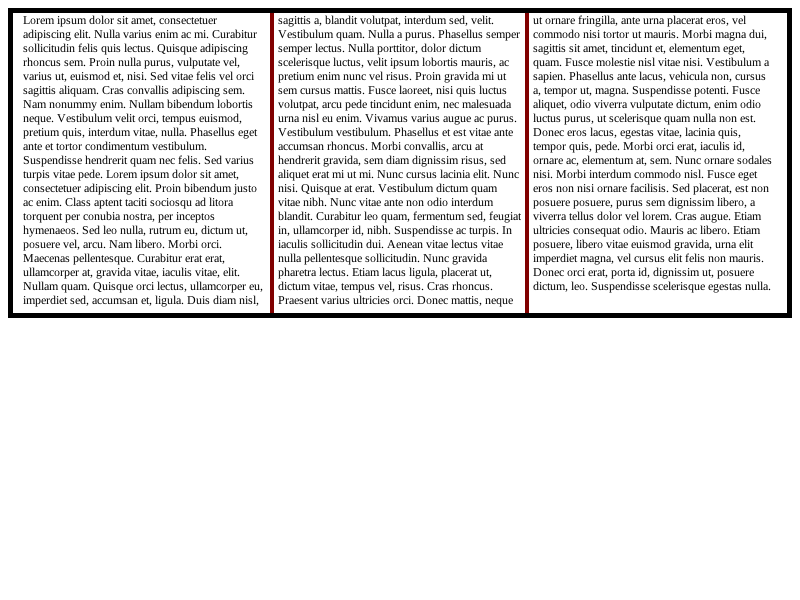 Lorem ipsum dolor sit amet, consectetuer
adipiscing elit. Nulla varius enim ac mi. Curabitur
sollicitudin felis quis lectus. Quisque adipiscing
rhoncus sem. Proin nulla purus, vulputate vel,
varius ut, euismod et, nisi. Sed vitae felis vel orci
sagittis aliquam. Cras convallis adipiscing sem.
Nam nonummy enim. Nullam bibendum lobortis
neque. Vestibulum velit orci, tempus euismod,
pretium quis, interdum vitae, nulla. Phasellus eget
ante et tortor condimentum vestibulum.
Suspendisse hendrerit quam nec felis. Sed varius
turpis vitae pede. Lorem ipsum dolor sit amet,
consectetuer adipiscing elit. Proin bibendum justo
ac enim. Class aptent taciti sociosqu ad litora
torquent per conubia nostra, per inceptos
hymenaeos. Sed leo nulla, rutrum eu, dictum ut,
posuere vel, arcu. Nam libero. Morbi orci.
Maecenas pellentesque. Curabitur erat erat,
ullamcorper at, gravida vitae, iaculis vitae, elit.
Nullam quam. Quisque orci lectus, ullamcorper eu,
imperdiet sed, accumsan et, ligula. Duis diam nisl,
sagittis a, blandit volutpat, interdum sed, velit.
Vestibulum quam. Nulla a purus. Phasellus semper
semper lectus. Nulla porttitor, dolor dictum
scelerisque luctus, velit ipsum lobortis mauris, ac
pretium enim nunc vel risus. Proin gravida mi ut
sem cursus mattis. Fusce laoreet, nisi quis luctus
volutpat, arcu pede tincidunt enim, nec malesuada
urna nisl eu enim. Vivamus varius augue ac purus.
Vestibulum vestibulum. Phasellus et est vitae ante
accumsan rhoncus. Morbi convallis, arcu at
hendrerit gravida, sem diam dignissim risus, sed
aliquet erat mi ut mi. Nunc cursus lacinia elit. Nunc
nisi. Quisque at erat. Vestibulum dictum quam
vitae nibh. Nunc vitae ante non odio interdum
blandit. Curabitur leo quam, fermentum sed, feugiat
in, ullamcorper id, nibh. Suspendisse ac turpis. In
iaculis sollicitudin dui. Aenean vitae lectus vitae
nulla pellentesque sollicitudin. Nunc gravida
pharetra lectus. Etiam lacus ligula, placerat ut,
dictum vitae, tempus vel, risus. Cras rhoncus.
Praesent varius ultricies orci. Donec mattis, neque
ut ornare fringilla, ante urna placerat eros, vel
commodo nisi tortor ut mauris. Morbi magna dui,
sagittis sit amet, tincidunt et, elementum eget,
quam. Fusce molestie nisl vitae nisi. Vestibulum a
sapien. Phasellus ante lacus, vehicula non, cursus
a, tempor ut, magna. Suspendisse potenti. Fusce
aliquet, odio viverra vulputate dictum, enim odio
luctus purus, ut scelerisque quam nulla non est.
Donec eros lacus, egestas vitae, lacinia quis,
tempor quis, pede. Morbi orci erat, iaculis id,
ornare ac, elementum at, sem. Nunc ornare sodales
nisi. Morbi interdum commodo nisl. Fusce eget
eros non nisi ornare facilisis. Sed placerat, est non
posuere posuere, purus sem dignissim libero, a
viverra tellus dolor vel lorem. Cras augue. Etiam
ultricies consequat odio. Mauris ac libero. Etiam
posuere, libero vitae euismod gravida, urna elit
imperdiet magna, vel cursus elit felis non mauris.
Donec orci erat, porta id, dignissim ut, posuere
dictum, leo. Suspendisse scelerisque egestas nulla.